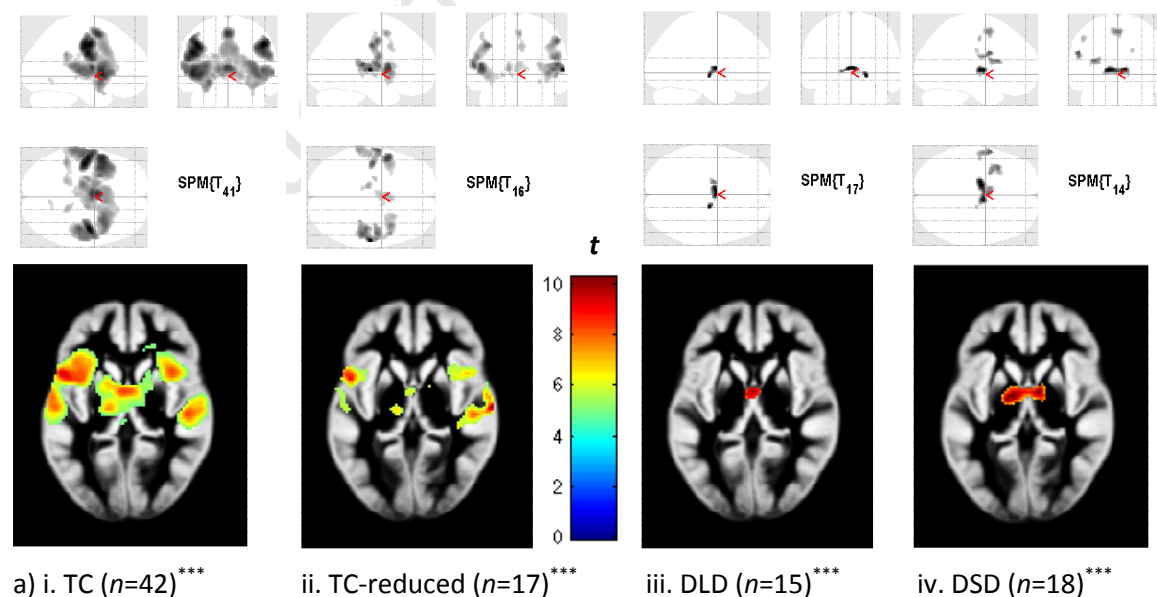 SPM{T41}
SPM{T16}
SPM{T17}
SPM{T14}
t
10
8
6
4
2
0
a) i. TC (n=42)***
ii. TC-reduced (n=17)***
iii. DLD (n=15)***
iv. DSD (n=18)***